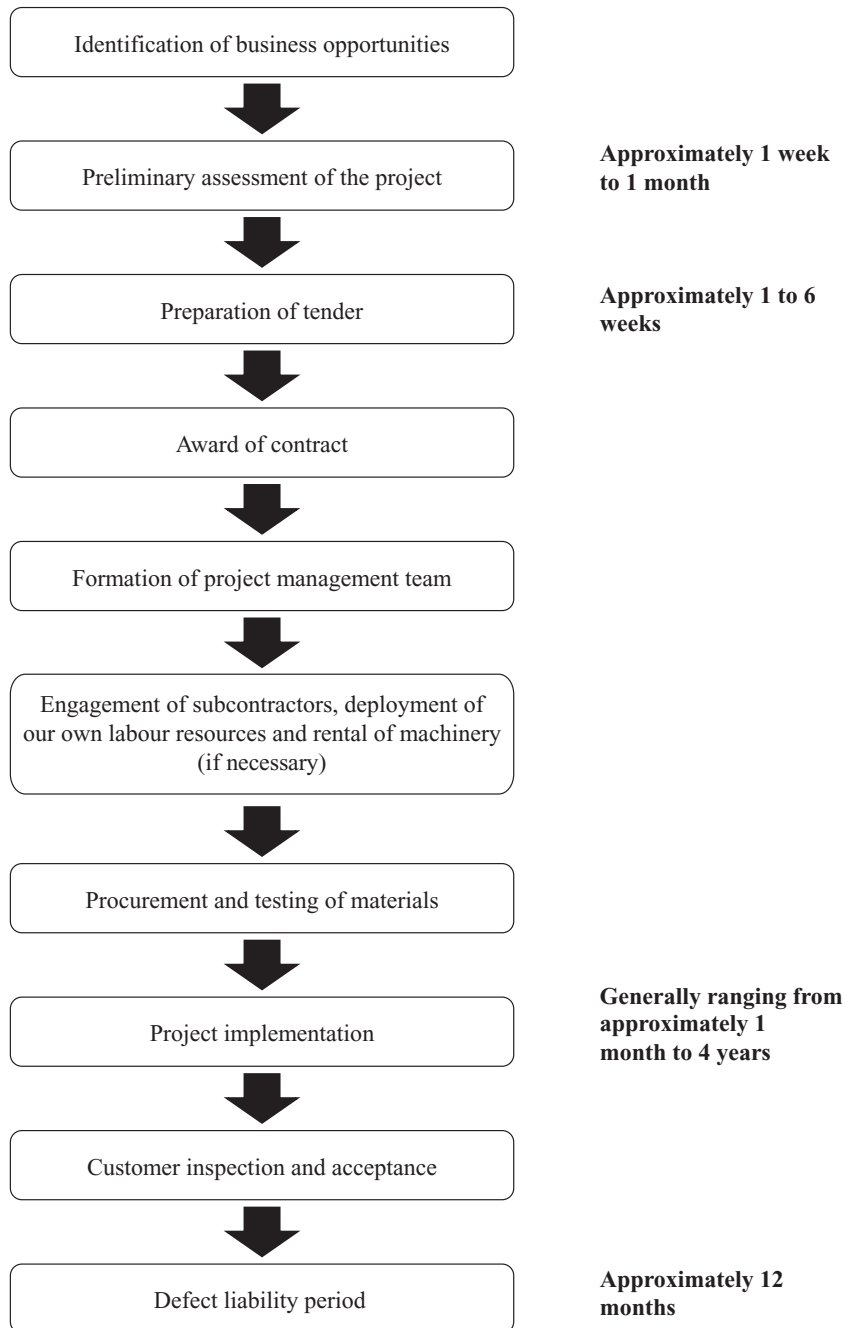 Identification of business opportunities
Preliminary assessment of the project
Approximately 1 week
to 1 month
Preparation of tender
Approximately 1 to 6
weeks
Award of contract
Formation of project management team
Engagement of subcontractors, deployment of
our own labour resources and rental of machinery
(if necessary)
Procurement and testing of materials
Project implementation
Generally ranging from
approximately 1
month to 4 years
Customer inspection and acceptance
Defect liability period
Approximately 12
months